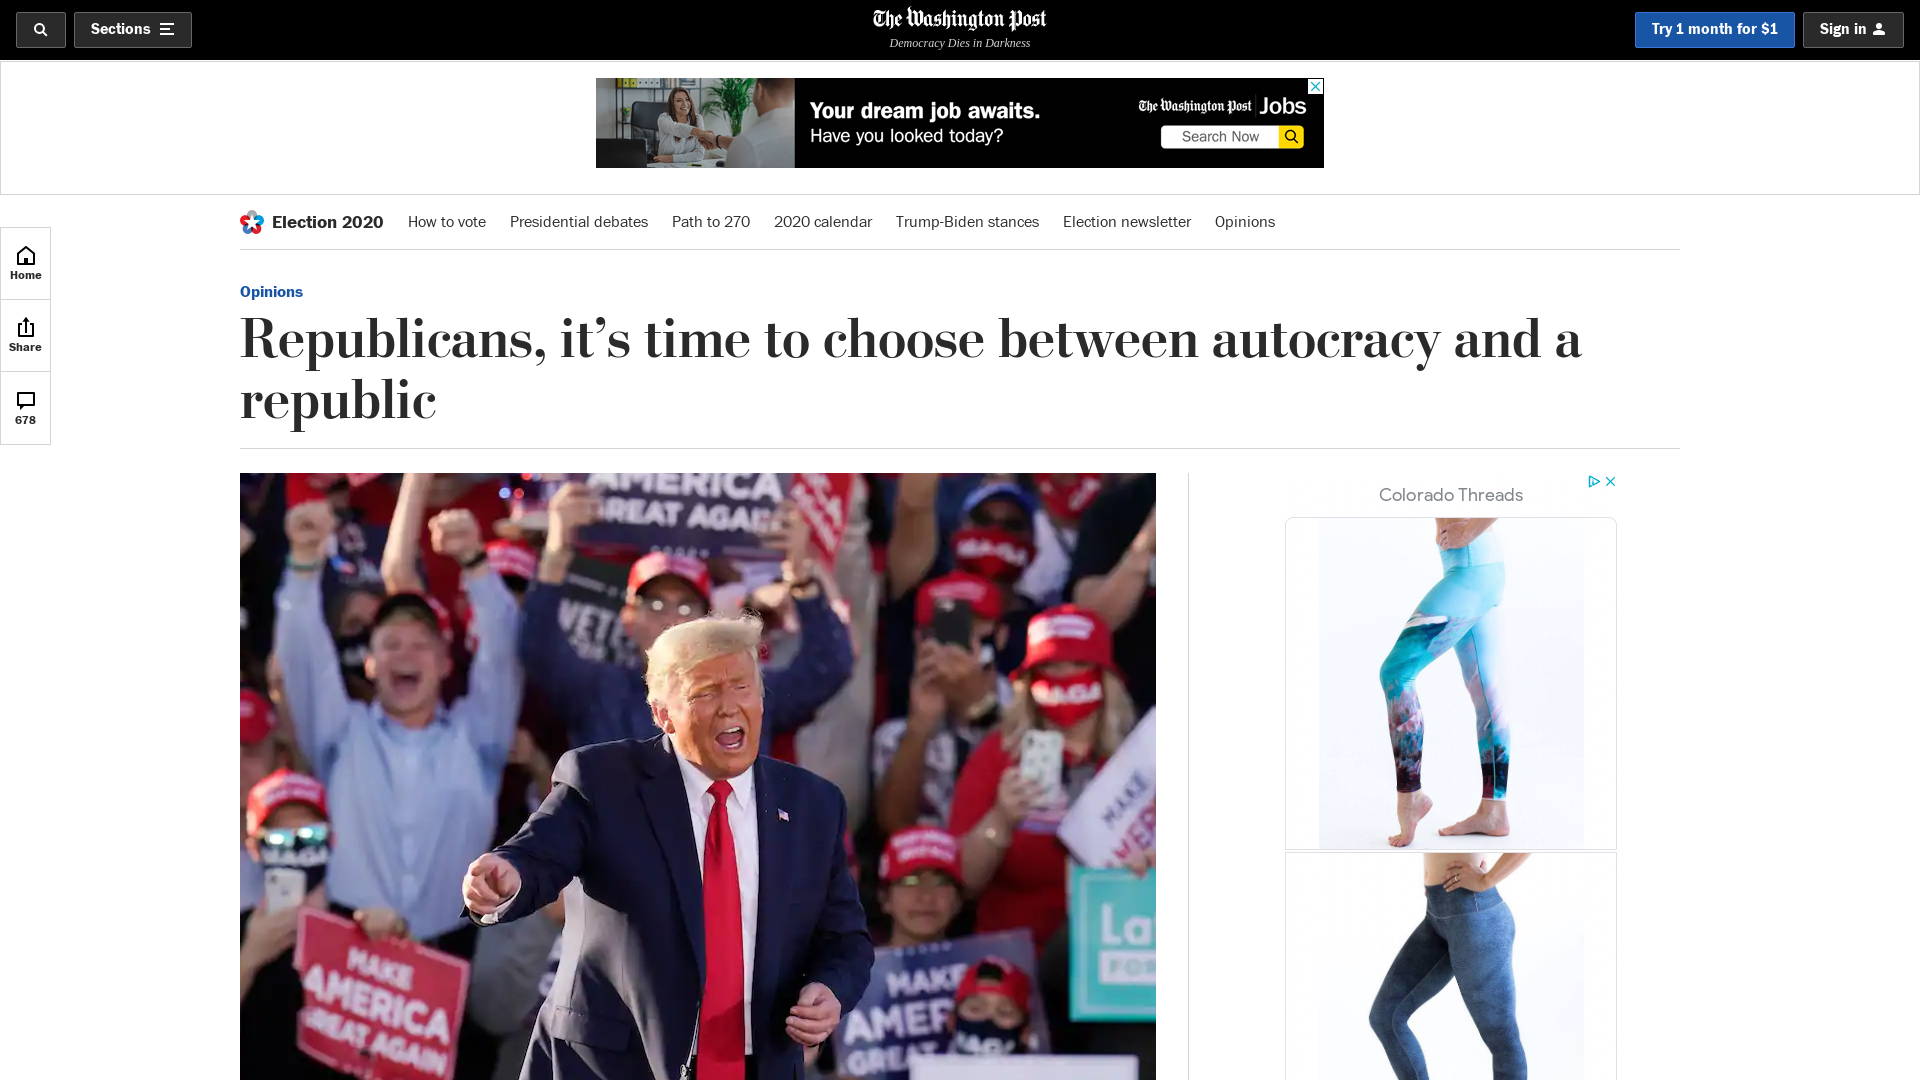 Sections
The Washington Post
Democracy Dies in Darkness
Try 1 month for $1
Sign in
Your dream job awaits.
Have you looked today?
The Washington Post Jobs
Search Now
Election 2020
How to vote
Presidential debates
Path to 270
2020 calendar
Trump-Biden stances
Election newsletter
Opinions
Home
Share
678
Opinions
Republicans, it’s time to choose between autocracy and a
republic
Colorado Threads
AMERICA
GREAT AGAIN
MAGA
MAGA
MAKE
MAKE
AMERICA
GREAT AGAIN
MAKE
GREAT